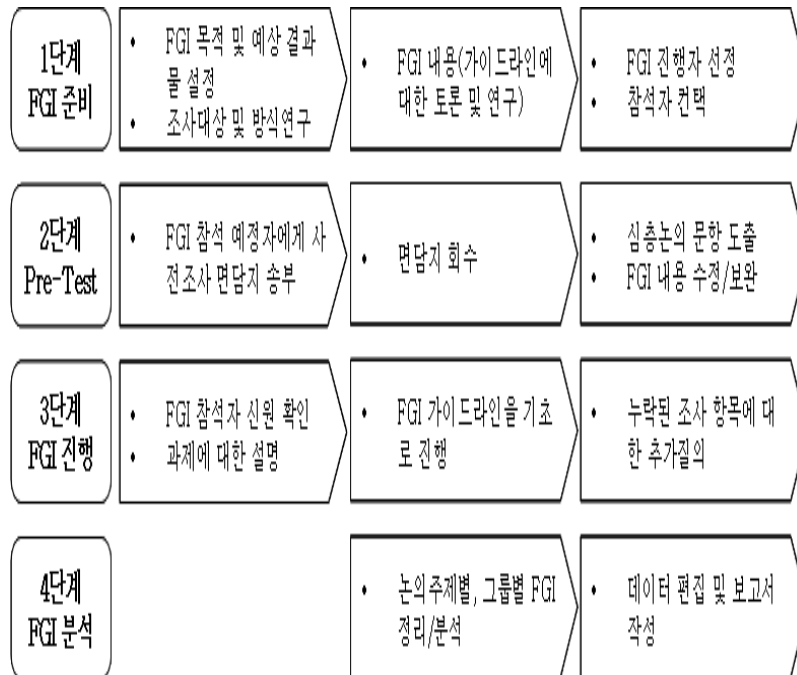 1단계
FGI 준비
• FGI 목적 및 예상 결과
물 설정
• 조사대상 및 방식연구
• FGI 내용(가이드라인에
대한 토론 및 연구)
• FGI 진행자 선정
• 참석자 컨택
2단계
Pre-Test
• FGI 참석 예정자에게 사
전조사 면담지 송부
• 면담지 회수
• 심층논의 문항 도출
• FGI 내용 수정/보완
3단계
FGI 진행
• FGI 참석자 신원 확인
• 과제에 대한 설명
• FGI 가이드라인을 기초
로 진행
• 누락된 조사 항목에 대
한 추가질의
4단계
FGI 분석
• 논의주제별, 그룹별 FGI
정리/분석
• 데이터 편집 및 보고서
작성